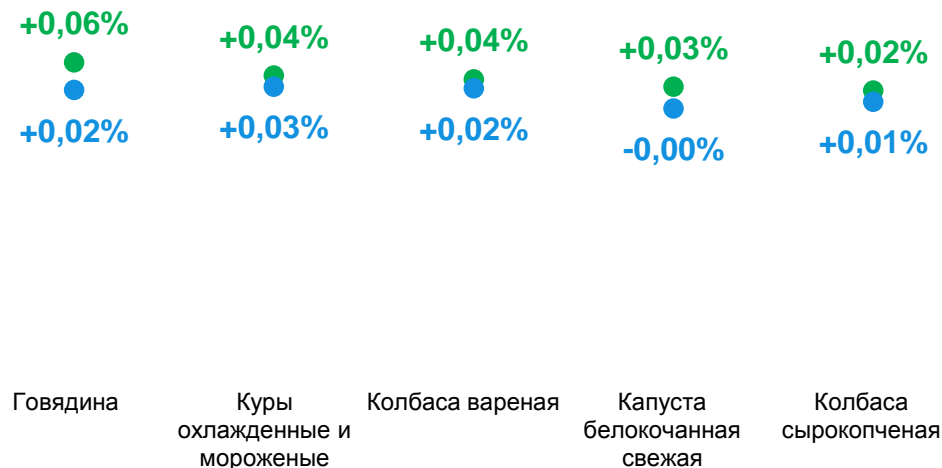 +0,06%
+0,04%
+0,04%
+0,03%
+0,02%
+0,02%
+0,03%
+0,02%
-0,00%
+0,01%
Говядина
Куры
охлажденные и
мороженые
Колбаса вареная
Капуста
белокочанная
свежая
Колбаса
сырокопченая